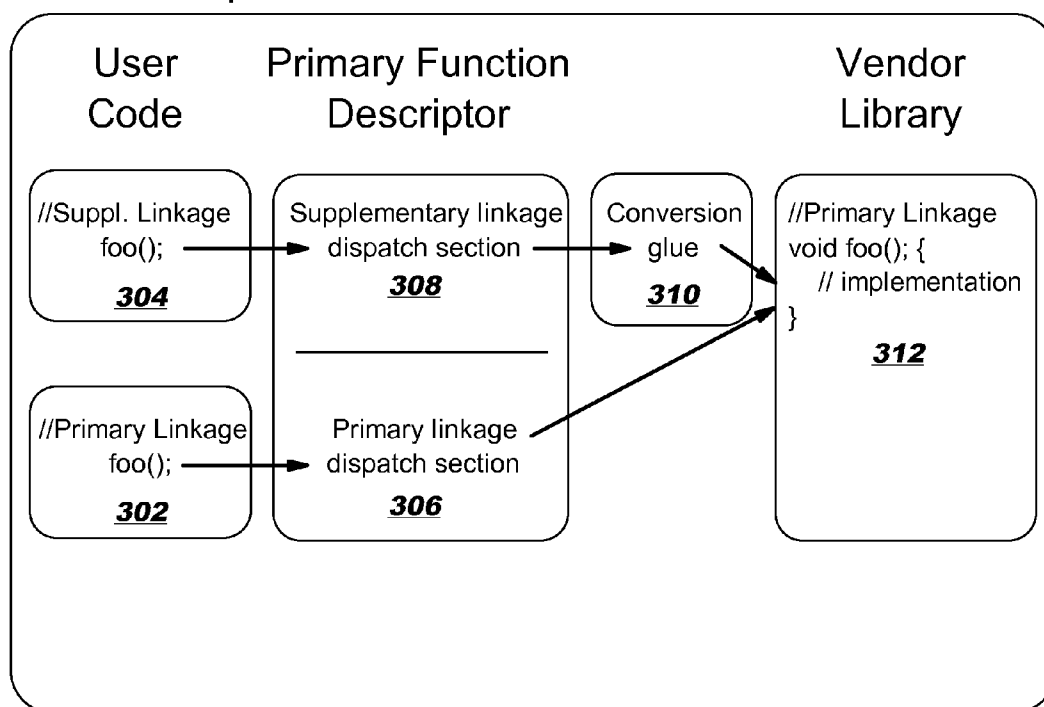 User
Code
Primary Function
Descriptor
Vendor
Library
//Suppl. Linkage
foo();
304
Supplementary linkage
dispatch section
308
Conversion
glue
310
//Primary Linkage
void foo(); {
// implementation
}
312
//Primary Linkage
foo();
302
Primary linkage
dispatch section
306